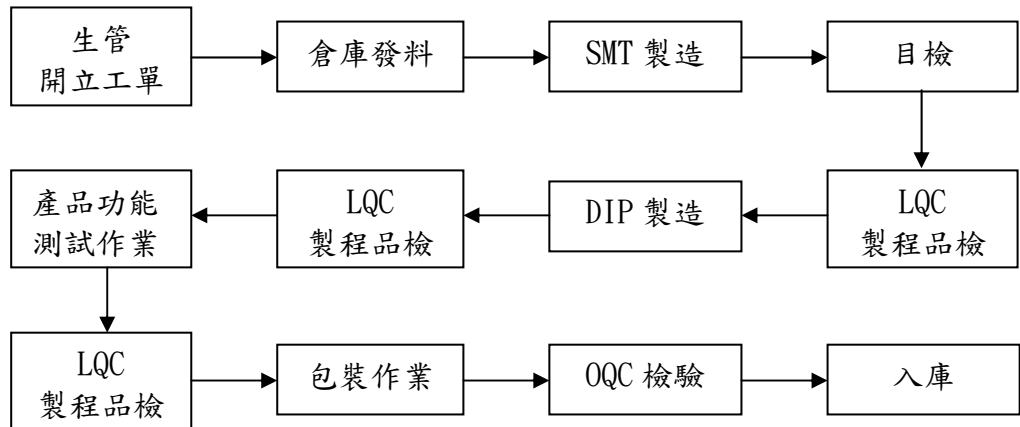 生管
開立工單
倉庫發料
SMT 製造
目檢
LQC
製程品檢
DIP 製造
LQC
製程品檢
產品功能
測試作業
LQC
製程品檢
包裝作業
OQC 檢驗
入庫